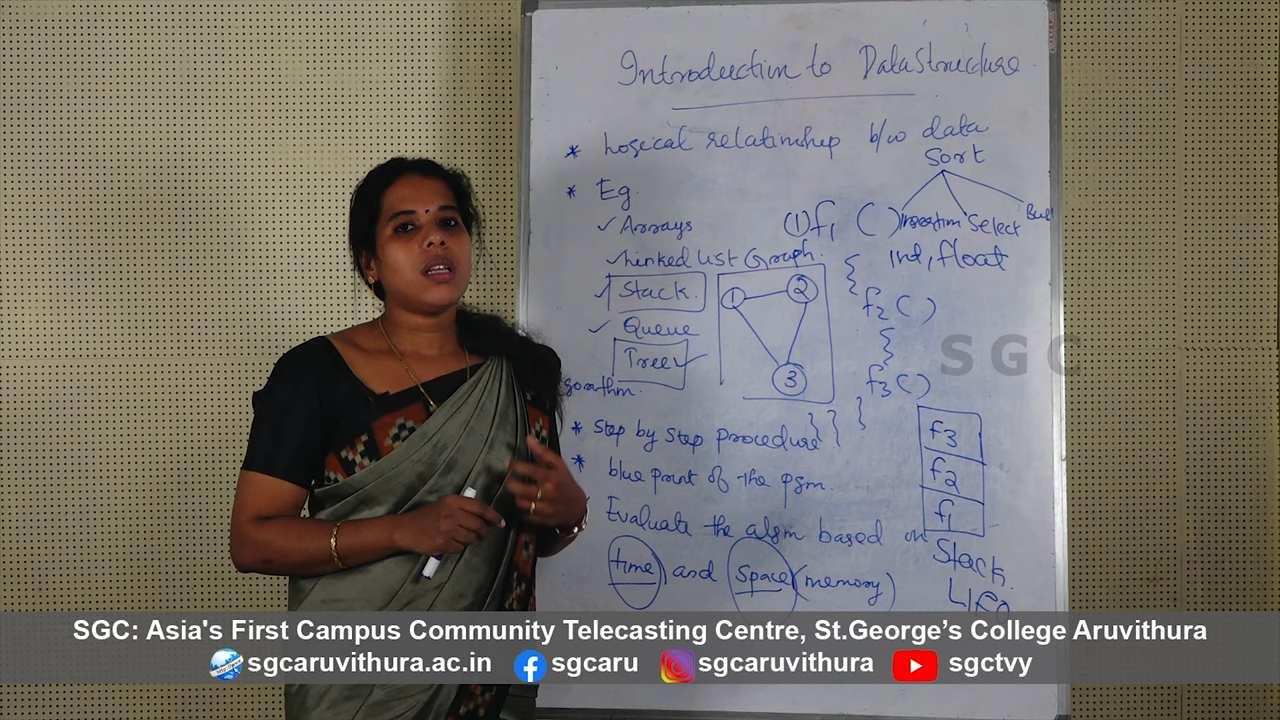 Introduction to DataStructure
* Logical relationship b/w data
Sort
* Eg.
✓ Arrays
(1) f1 ( )
Insertion Select
✓ Linked List Graph.
int, float
{
✓ Stack.
1 2
f2 ( )
✓ Queue
{
Tree ✓
3
f3 ( )
gorithm.
} } }
* Step by step procedure
f3
* blue print of the pgm.
f2
f1
Evaluate the algm based on
Stack.
time and space (memory)
LIFO
SGC
SGC: Asia's First Campus Community Telecasting Centre, St.George’s College Aruvithura
sgcaruvithura.ac.in sgcaru sgcaruvithura sgctvy